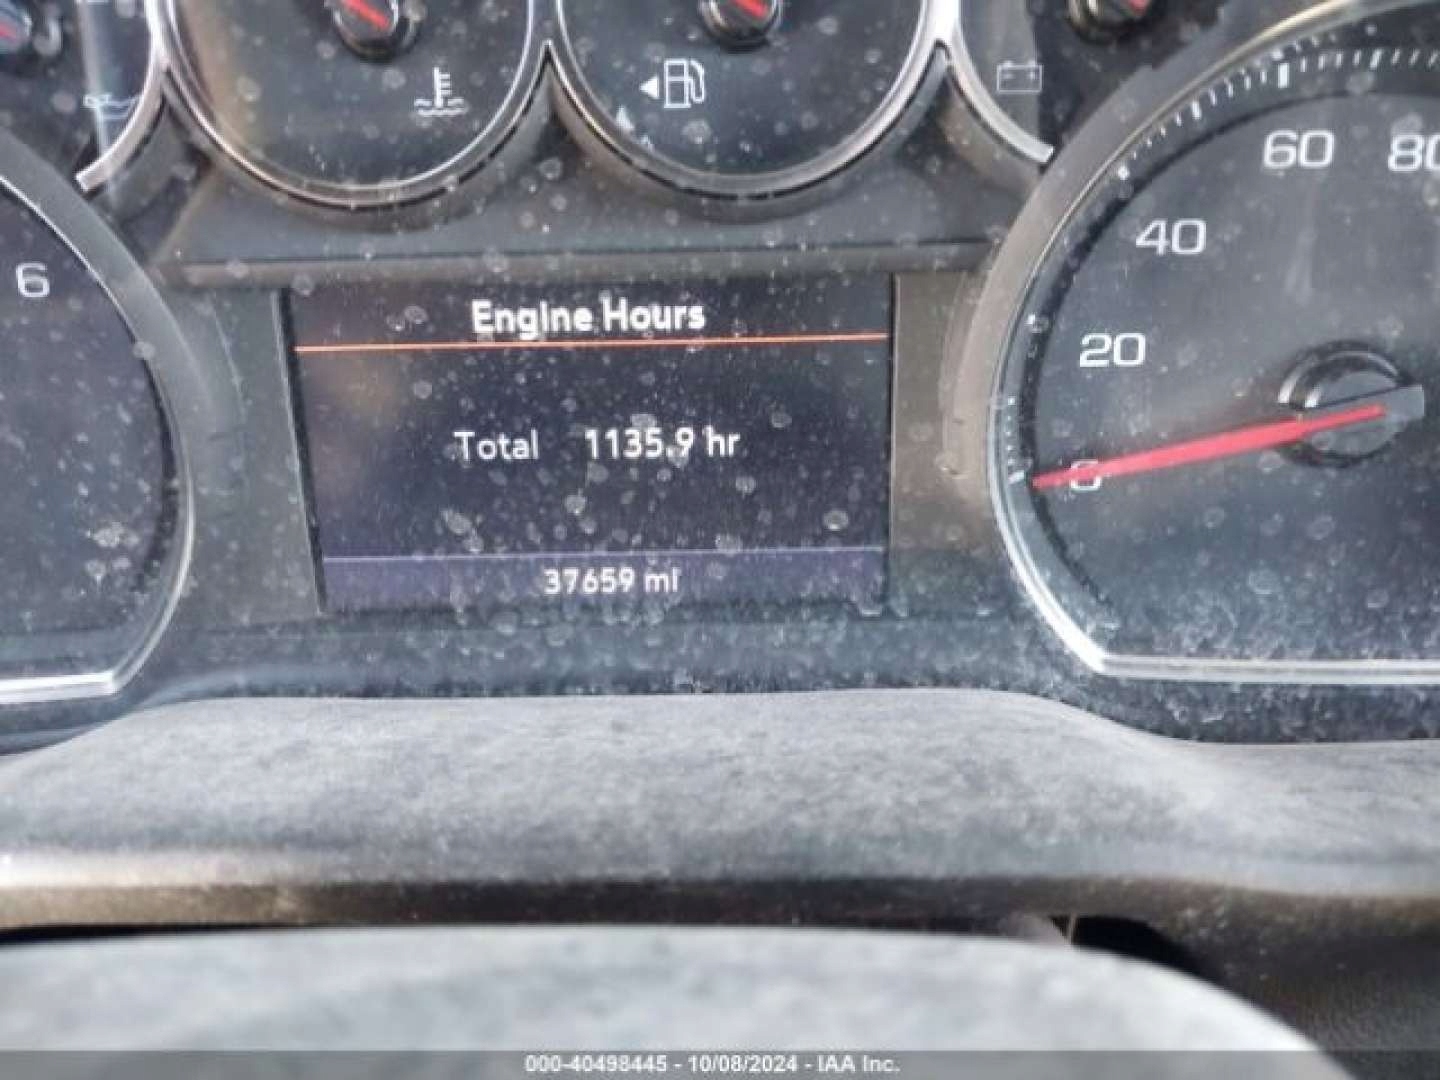 60 80
40
6
Engine Hours
20
Total 1135.9 hr
0
37659 mi
000-40498445 - 10/08/2024 - IAA Inc.